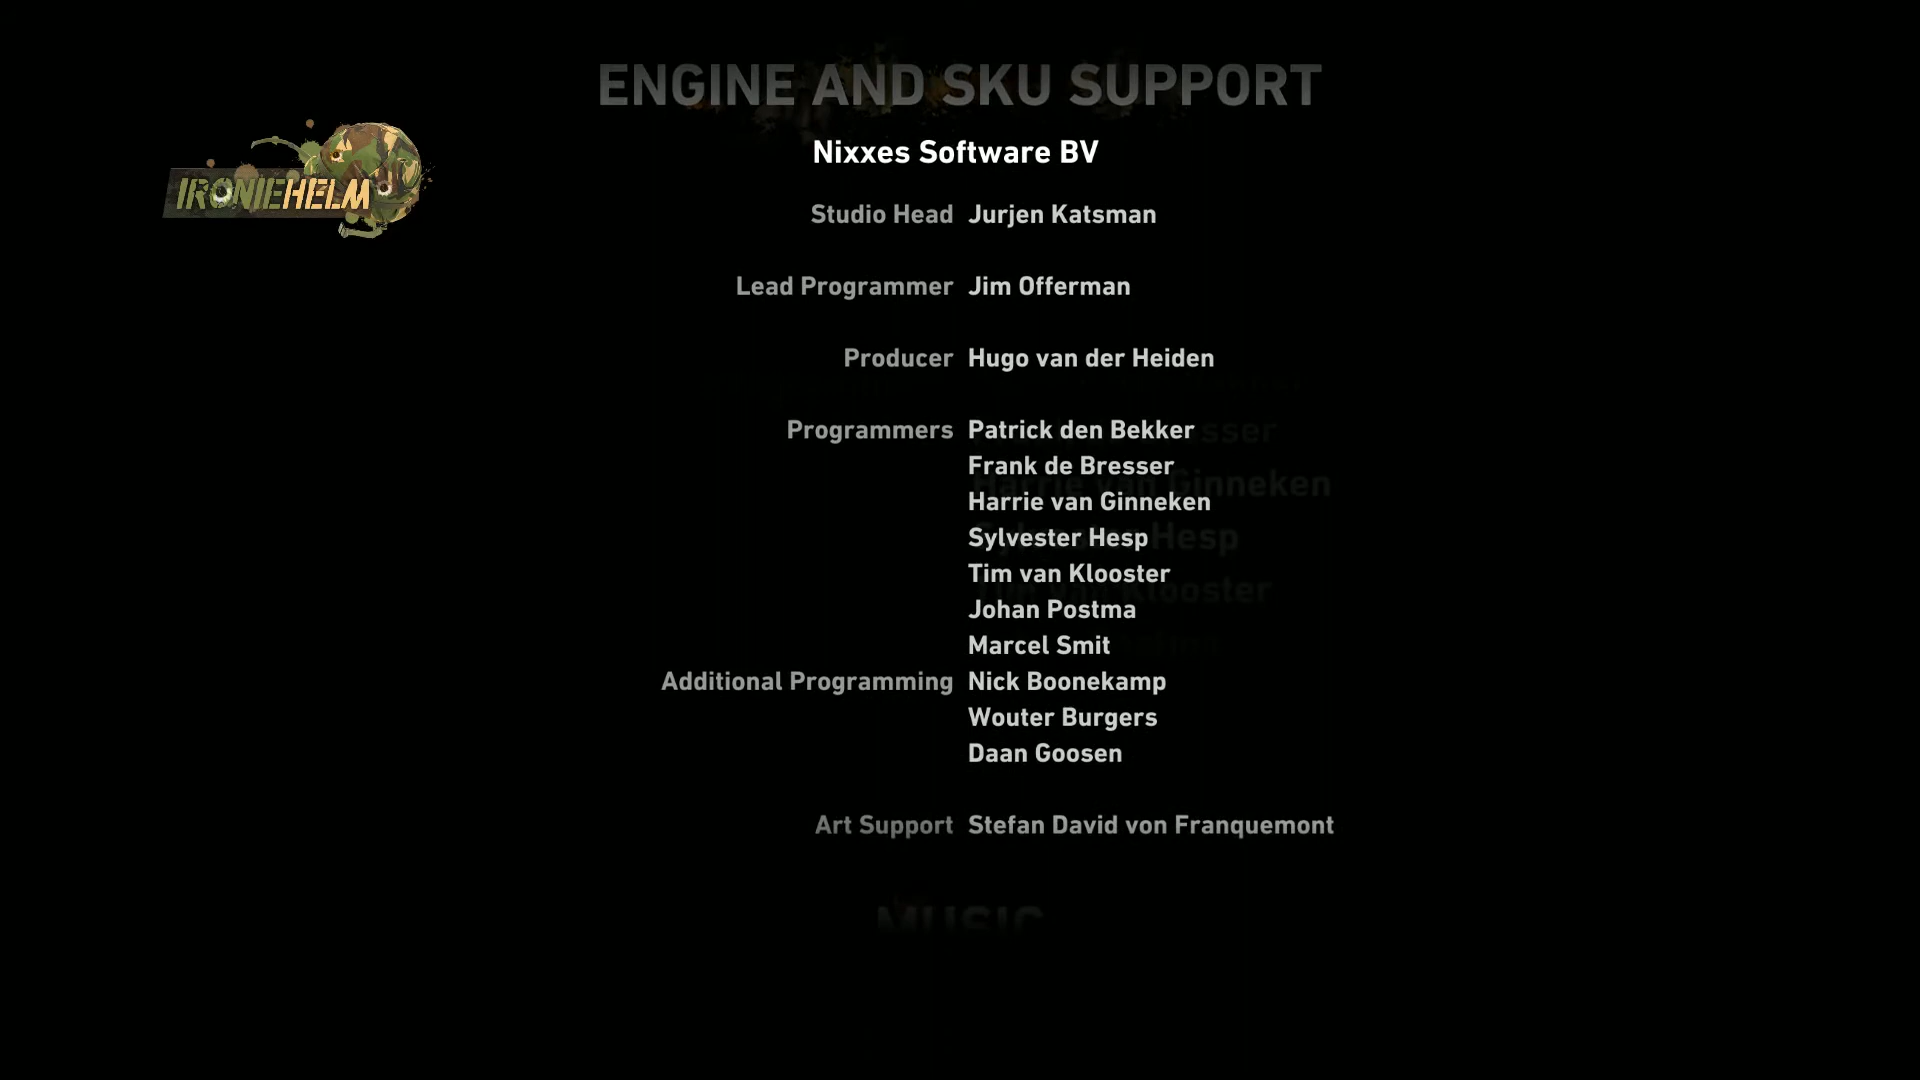 ENGINE AND SKU SUPPORT
IRONIEHELM
Nixxes Software BV
Studio Head Jurjen Katsman
Lead Programmer Jim Offerman
Producer Hugo van der Heiden
Programmers Patrick den Bekker
Frank de Bresser
Harrie van Ginneken
Sylvester Hesp
Tim van Klooster
Johan Postma
Marcel Smit
Additional Programming Nick Boonekamp
Wouter Burgers
Daan Goosen
Art Support Stefan David von Franquemont
MUSIC